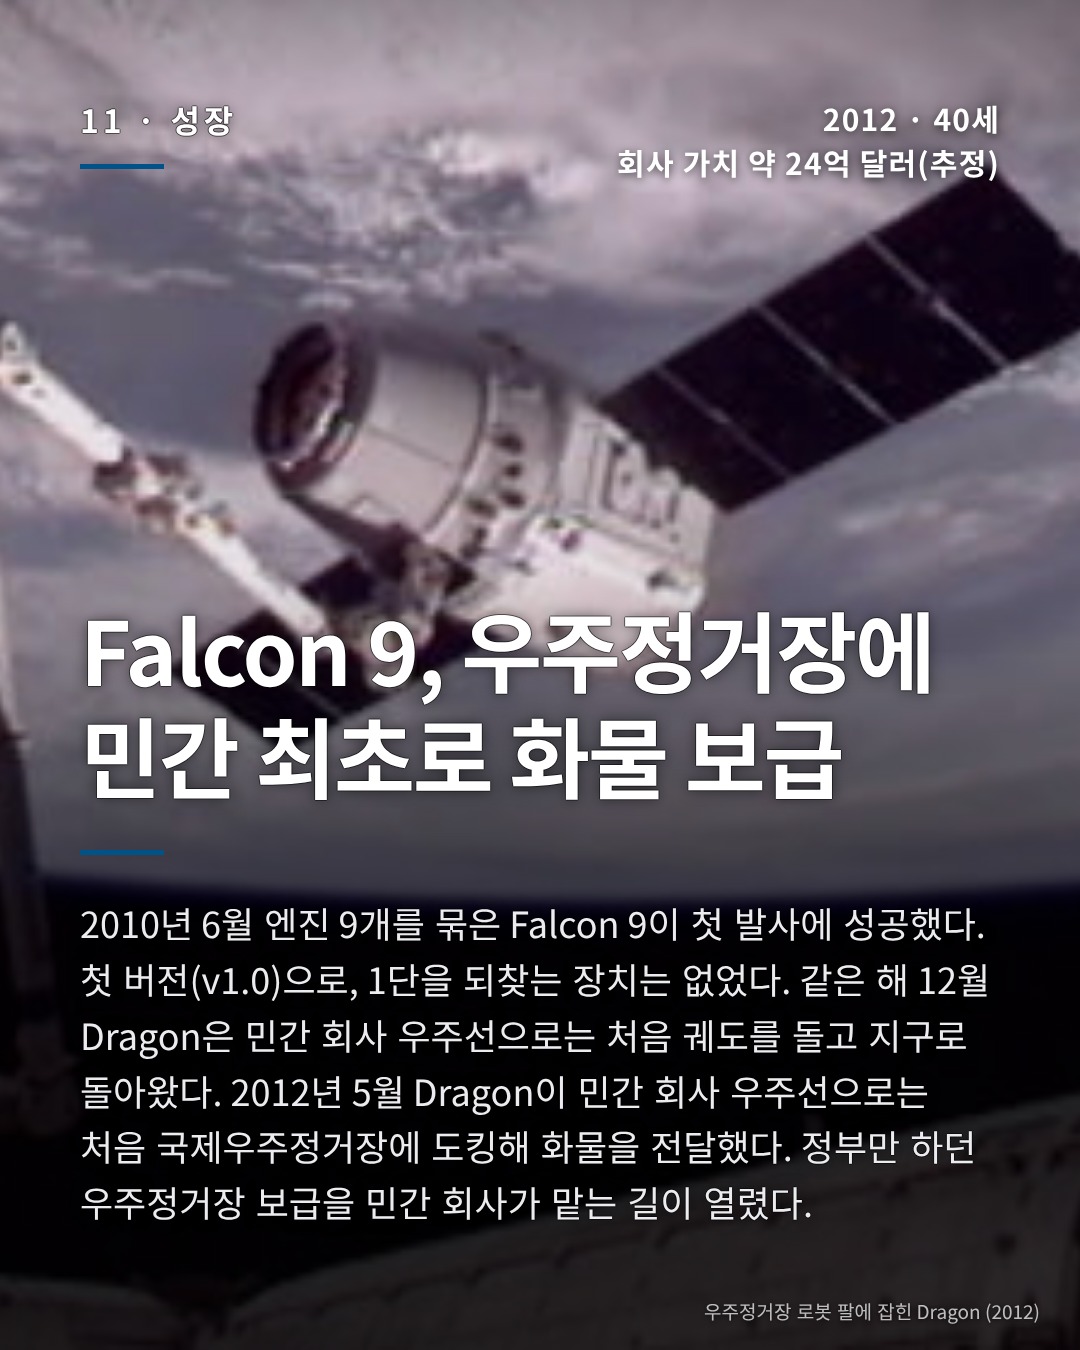 11 · 성장
2012 · 40세
회사 가치 약 24억 달러(추정)
Falcon 9, 우주정거장에
민간 최초로 화물 보급
2010년 6월 엔진 9개를 묶은 Falcon 9이 첫 발사에 성공했다.
첫 버전(v1.0)으로, 1단을 되찾는 장치는 없었다. 같은 해 12월
Dragon은 민간 회사 우주선으로는 처음 궤도를 돌고 지구로
돌아왔다. 2012년 5월 Dragon이 민간 회사 우주선으로는
처음 국제우주정거장에 도킹해 화물을 전달했다. 정부만 하던
우주정거장 보급을 민간 회사가 맡는 길이 열렸다.
우주정거장 로봇 팔에 잡힌 Dragon (2012)